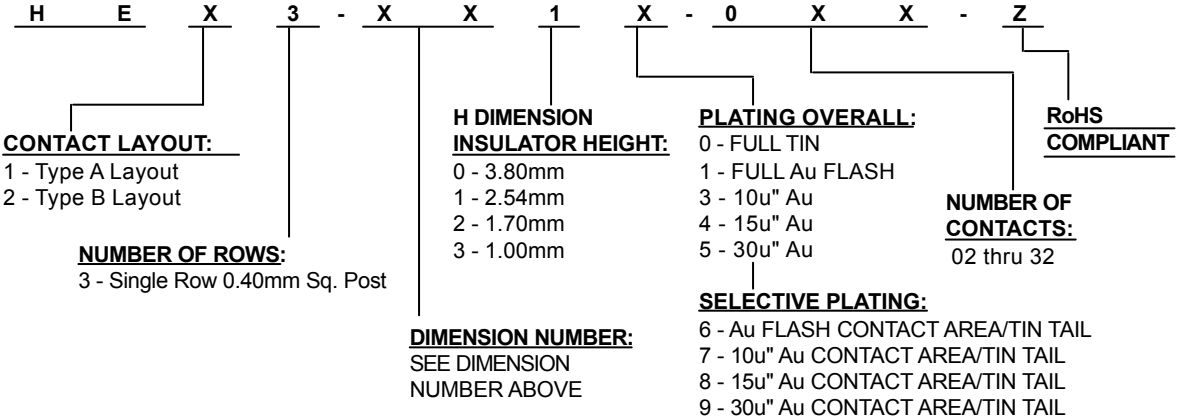 H E X 3 - X X 1 X - 0 X X - Z
CONTACT LAYOUT:
1 - Type A Layout
2 - Type B Layout
NUMBER OF ROWS:
3 - Single Row 0.40mm Sq. Post
DIMENSION NUMBER:
SEE DIMENSION
NUMBER ABOVE
H DIMENSION
INSULATOR HEIGHT:
0 - 3.80mm
1 - 2.54mm
2 - 1.70mm
3 - 1.00mm
PLATING OVERALL:
0 - FULL TIN
1 - FULL Au FLASH
3 - 10u" Au
4 - 15u" Au
5 - 30u" Au
SELECTIVE PLATING:
6 - Au FLASH CONTACT AREA/TIN TAIL
7 - 10u" Au CONTACT AREA/TIN TAIL
8 - 15u" Au CONTACT AREA/TIN TAIL
9 - 30u" Au CONTACT AREA/TIN TAIL
NUMBER OF
CONTACTS:
02 thru 32
RoHS
COMPLIANT